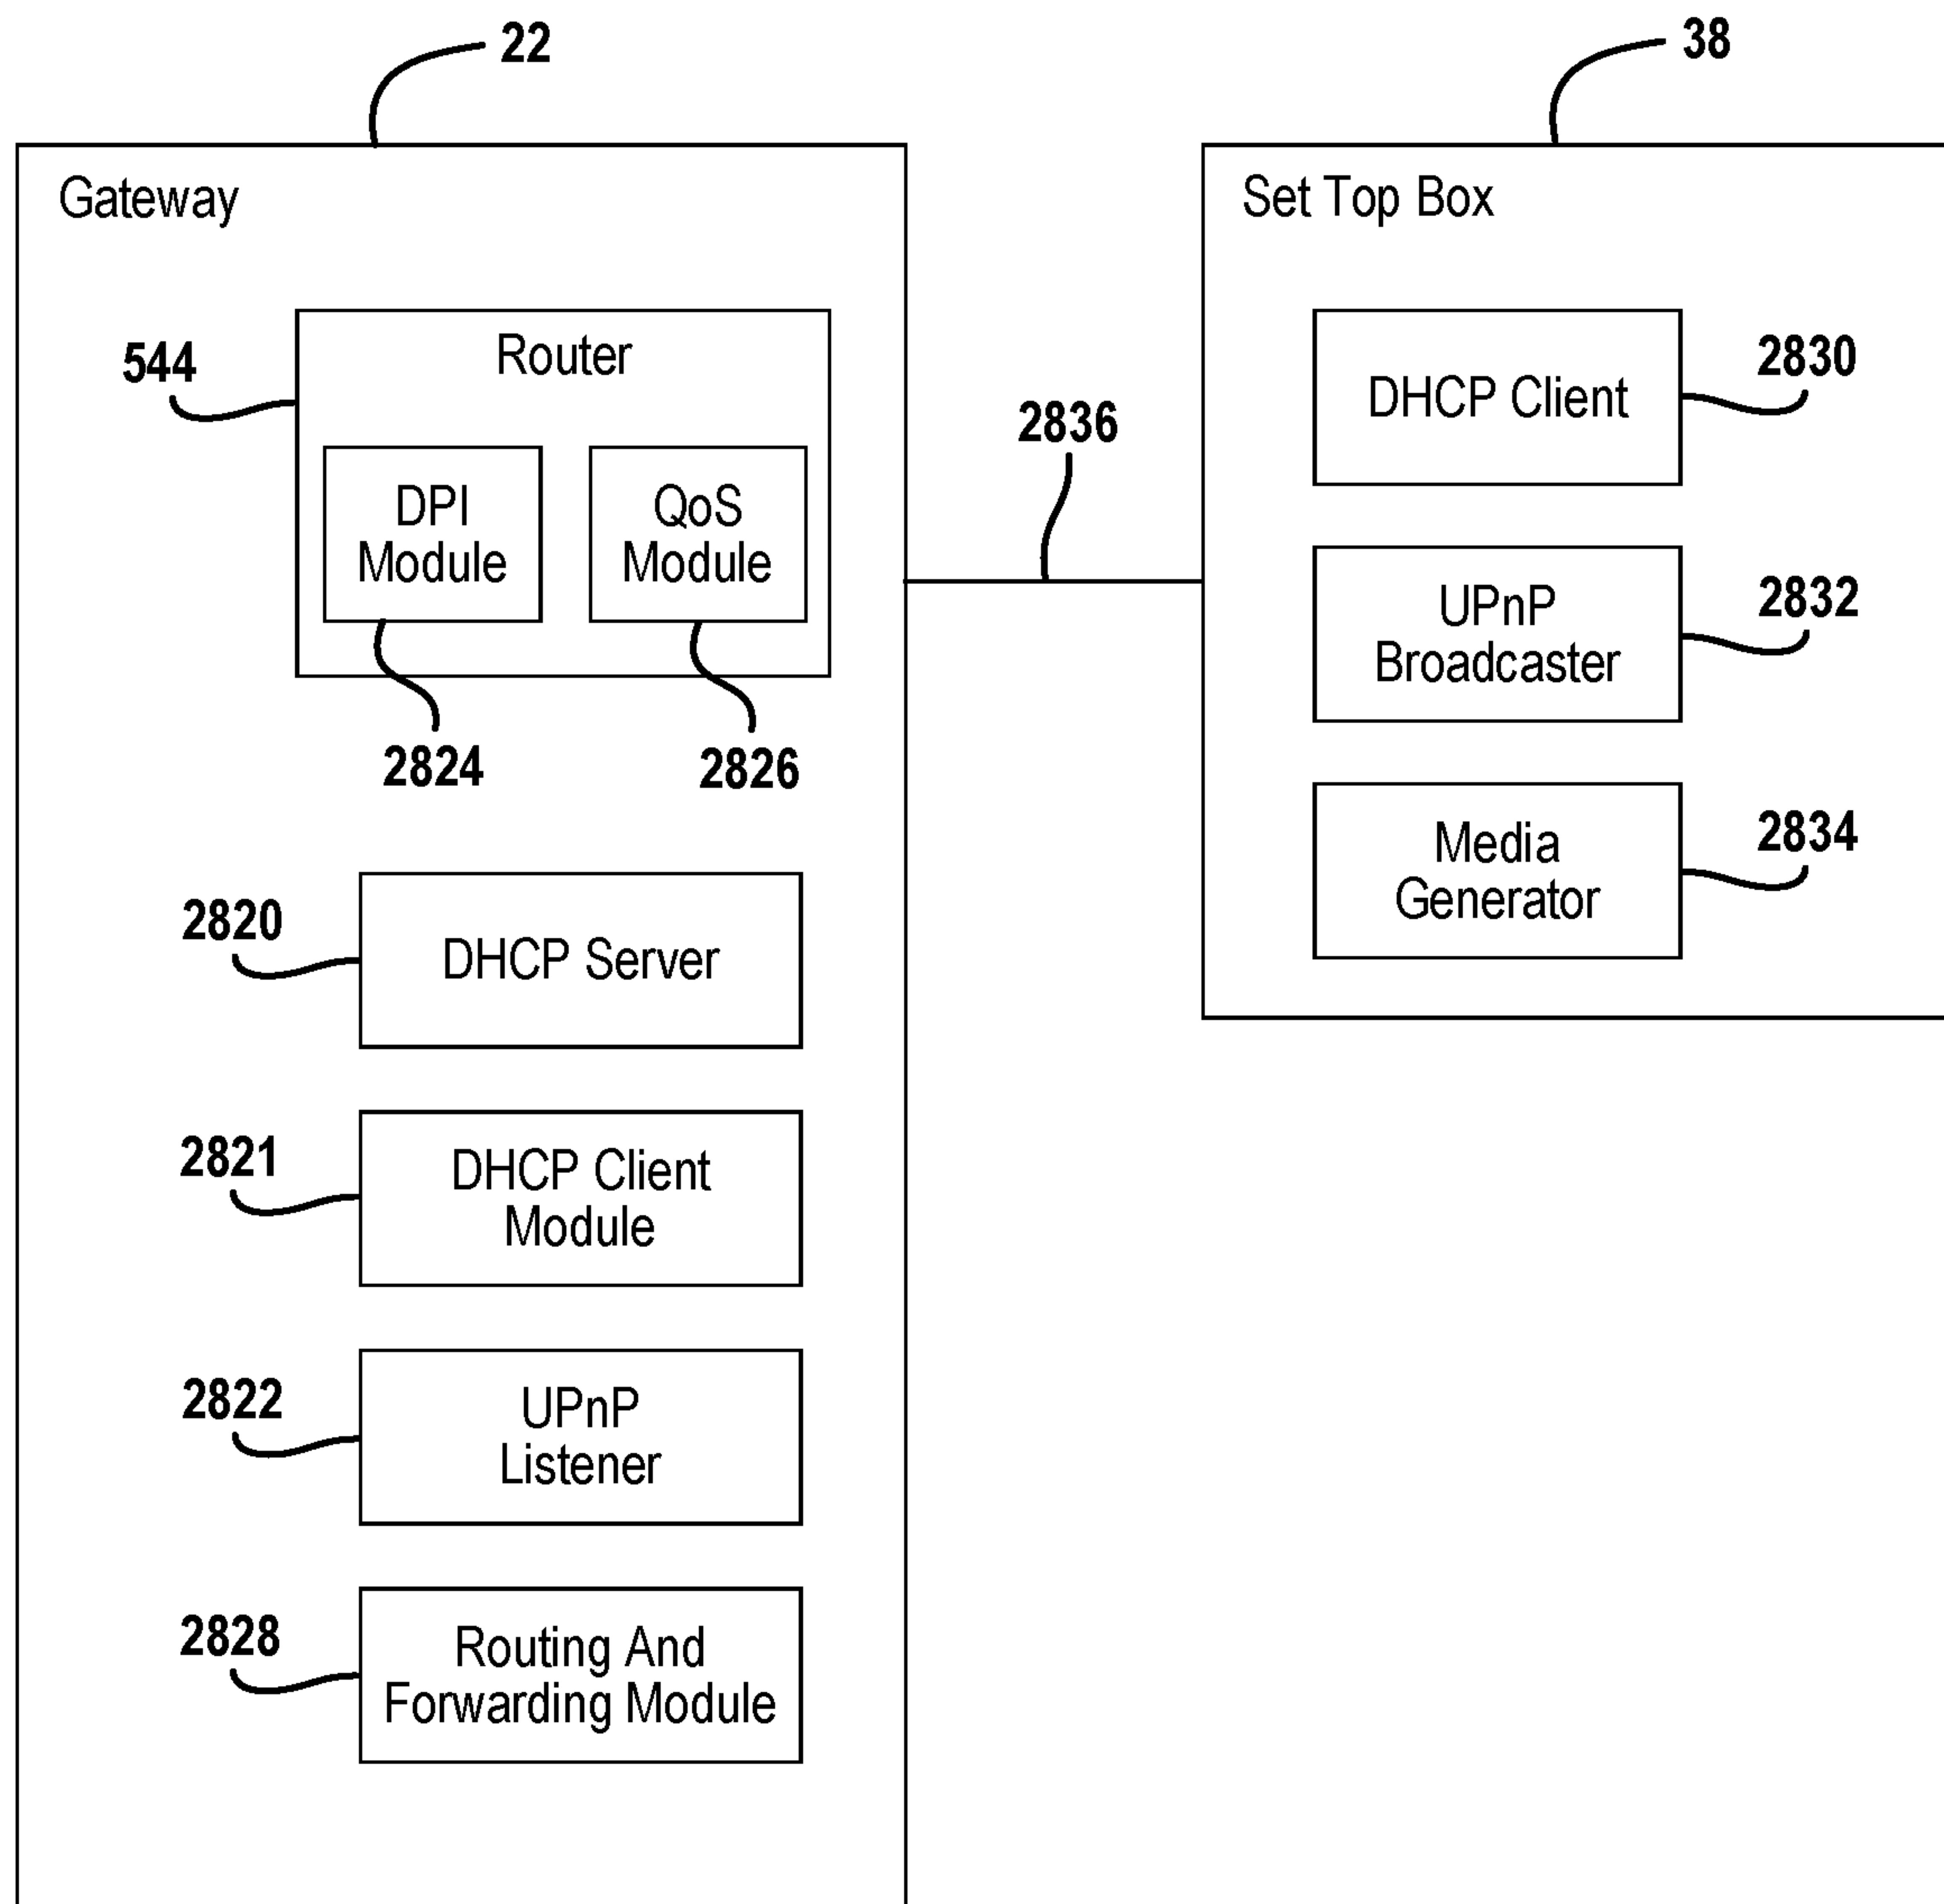 22
38
Gateway
Set Top Box
544
Router
DPI
Module
QoS
Module
2824
2826
2836
DHCP Client
2830
UPnP
Broadcaster
2832
Media
Generator
2834
2820
DHCP Server
2821
DHCP Client
Module
2822
UPnP
Listener
2828
Routing And
Forwarding Module